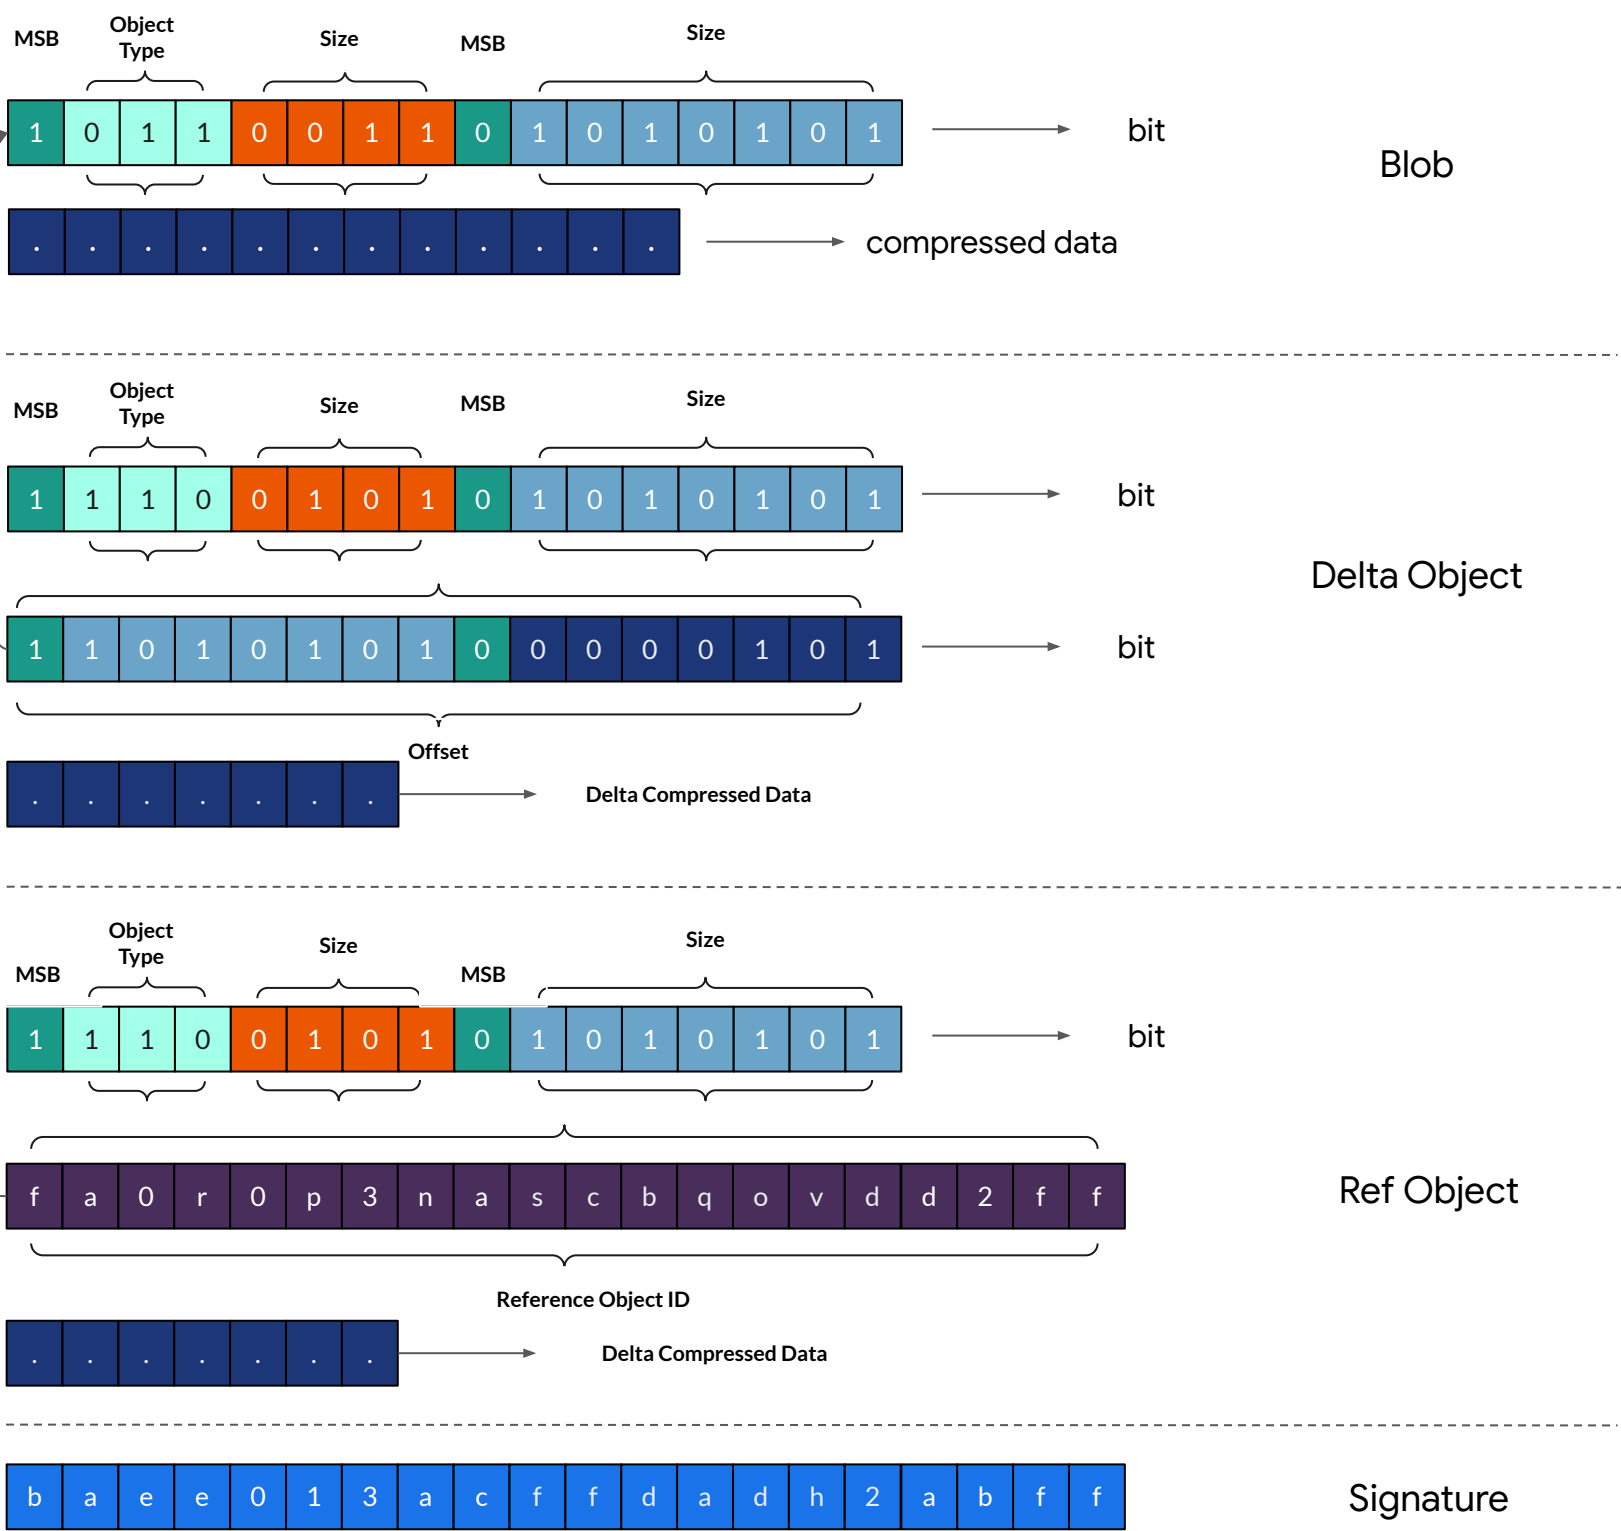 MSB Object Type Size MSB Size
1 0 1 1 0 0 1 1 0 1 0 1 0 1 0 1 bit
Blob
. . . . . . . . . . . . compressed data
MSB Object Type Size MSB Size
1 1 1 0 0 1 0 1 0 1 0 1 0 1 0 1 bit
Delta Object
1 1 0 1 0 1 0 1 0 0 0 0 0 1 0 1 bit
Offset
. . . . . . . Delta Compressed Data
MSB Object Type Size MSB Size
1 1 1 0 0 1 0 1 0 1 0 1 0 1 0 1 bit
f a 0 r 0 p 3 n a s c b q o v d d 2 f f Ref Object
Reference Object ID
. . . . . . . Delta Compressed Data
b a e e 0 1 3 a c f f d a d h 2 a b f f Signature